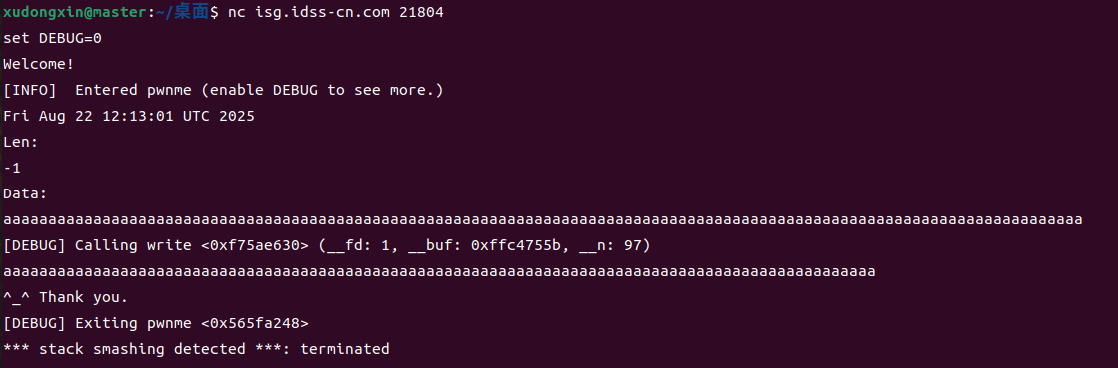 xudongxin@master:~/桌面$ nc isg.idss-cn.com 21804
set DEBUG=0
Welcome!
[INFO]  Entered pwnme (enable DEBUG to see more.)
Fri Aug 22 12:13:01 UTC 2025
Len:
-1
Data:
aaaaaaaaaaaaaaaaaaaaaaaaaaaaaaaaaaaaaaaaaaaaaaaaaaaaaaaaaaaaaaaaaaaaaaaaaaaaaaaaaaaaaaaaaaaaaaaaaaaaaaaaaaaaaaaaaaaaaaaa
[DEBUG] Calling write <0xf75ae630> (__fd: 1, __buf: 0xffc4755b, __n: 97)
aaaaaaaaaaaaaaaaaaaaaaaaaaaaaaaaaaaaaaaaaaaaaaaaaaaaaaaaaaaaaaaaaaaaaaaaaaaaaaaaaaaaaaaaaaaaaaaaa
^_^ Thank you.
[DEBUG] Exiting pwnme <0x565fa248>
*** stack smashing detected ***: terminated